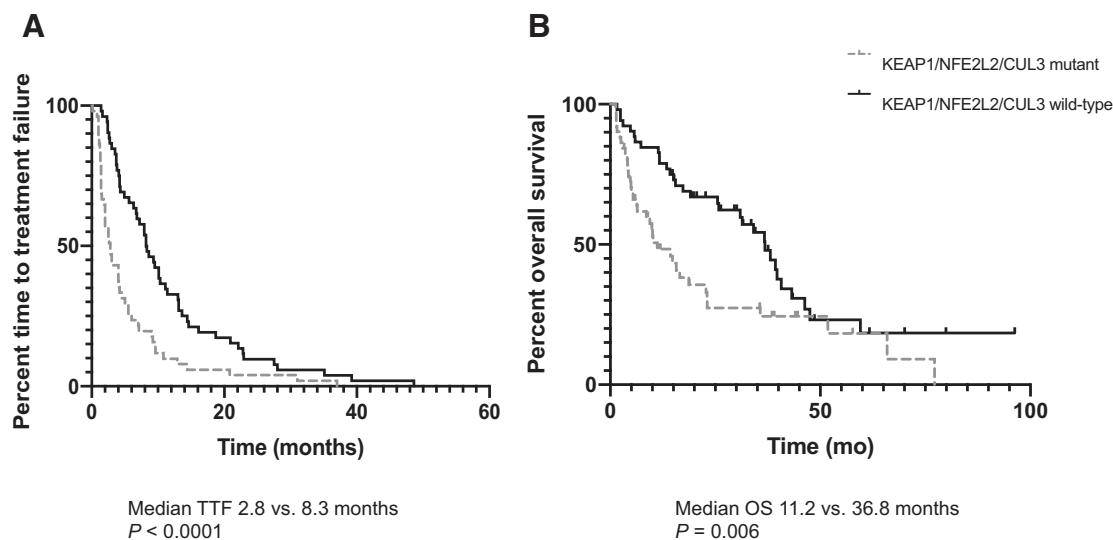 A
B
KEAP1/NFE2L2/CUL3 mutant
KEAP1/NFE2L2/CUL3 wild-type
Percent time to treatment failure
100
50
0
0 20 40 60
Time (months)
Percent overall survival
100
50
0
0 50 100
Time (mo)
Median TTF 2.8 vs. 8.3 months
P < 0.0001
Median OS 11.2 vs. 36.8 months
P = 0.006